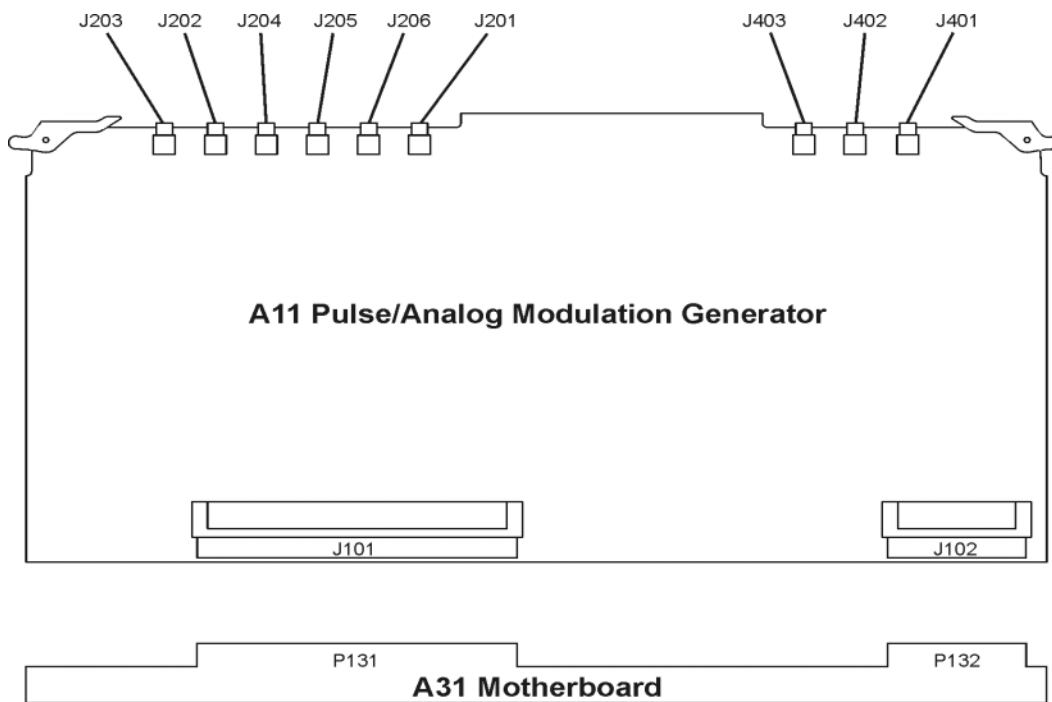 J203 J202 J204 J205 J206 J201 J403 J402 J401
A11 Pulse/Analog Modulation Generator
J101 J102
P131 P132
A31 Motherboard